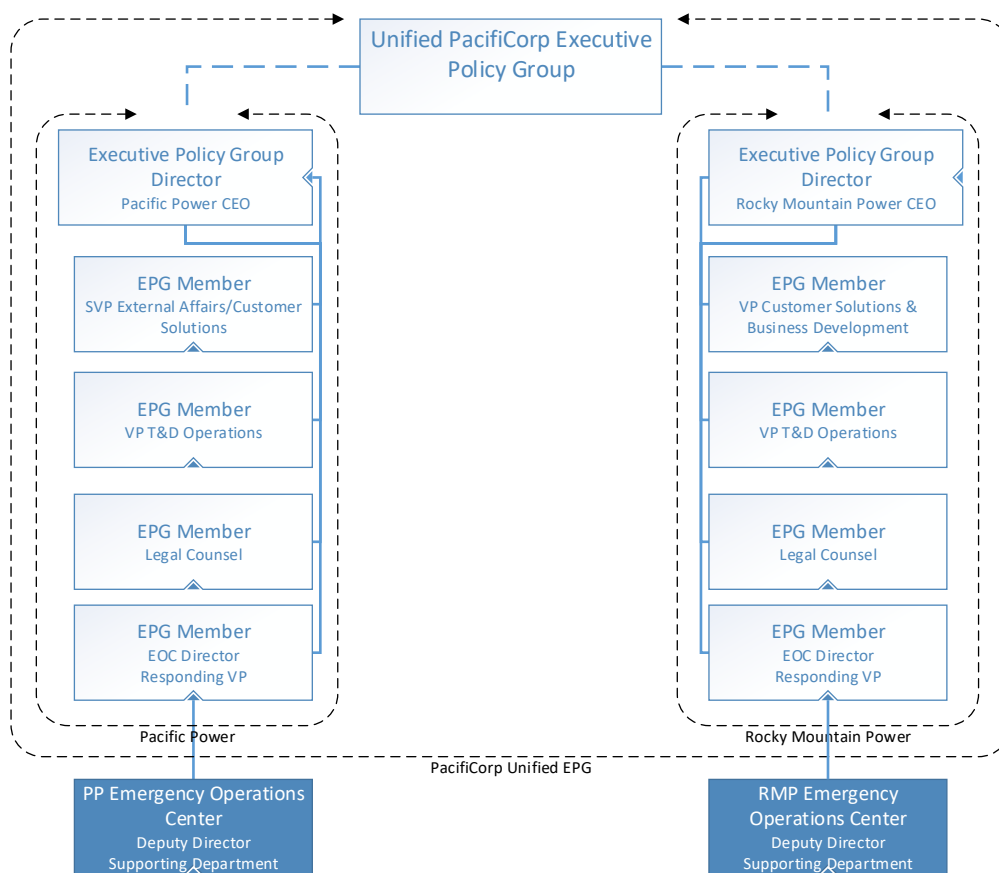 Unified PacifiCorp Executive
Policy Group
Executive Policy Group
Director
Pacific Power CEO
EPG Member
SVP External Affairs/Customer
Solutions
EPG Member
VP T&D Operations
EPG Member
Legal Counsel
EPG Member
EOC Director
Responding VP
Pacific Power
Executive Policy Group
Director
Rocky Mountain Power CEO
EPG Member
VP Customer Solutions &
Business Development
EPG Member
VP T&D Operations
EPG Member
Legal Counsel
EPG Member
EOC Director
Responding VP
Rocky Mountain Power
PacifiCorp Unified EPG
PP Emergency Operations
Center
Deputy Director
Supporting Department
RMP Emergency
Operations Center
Deputy Director
Supporting Department